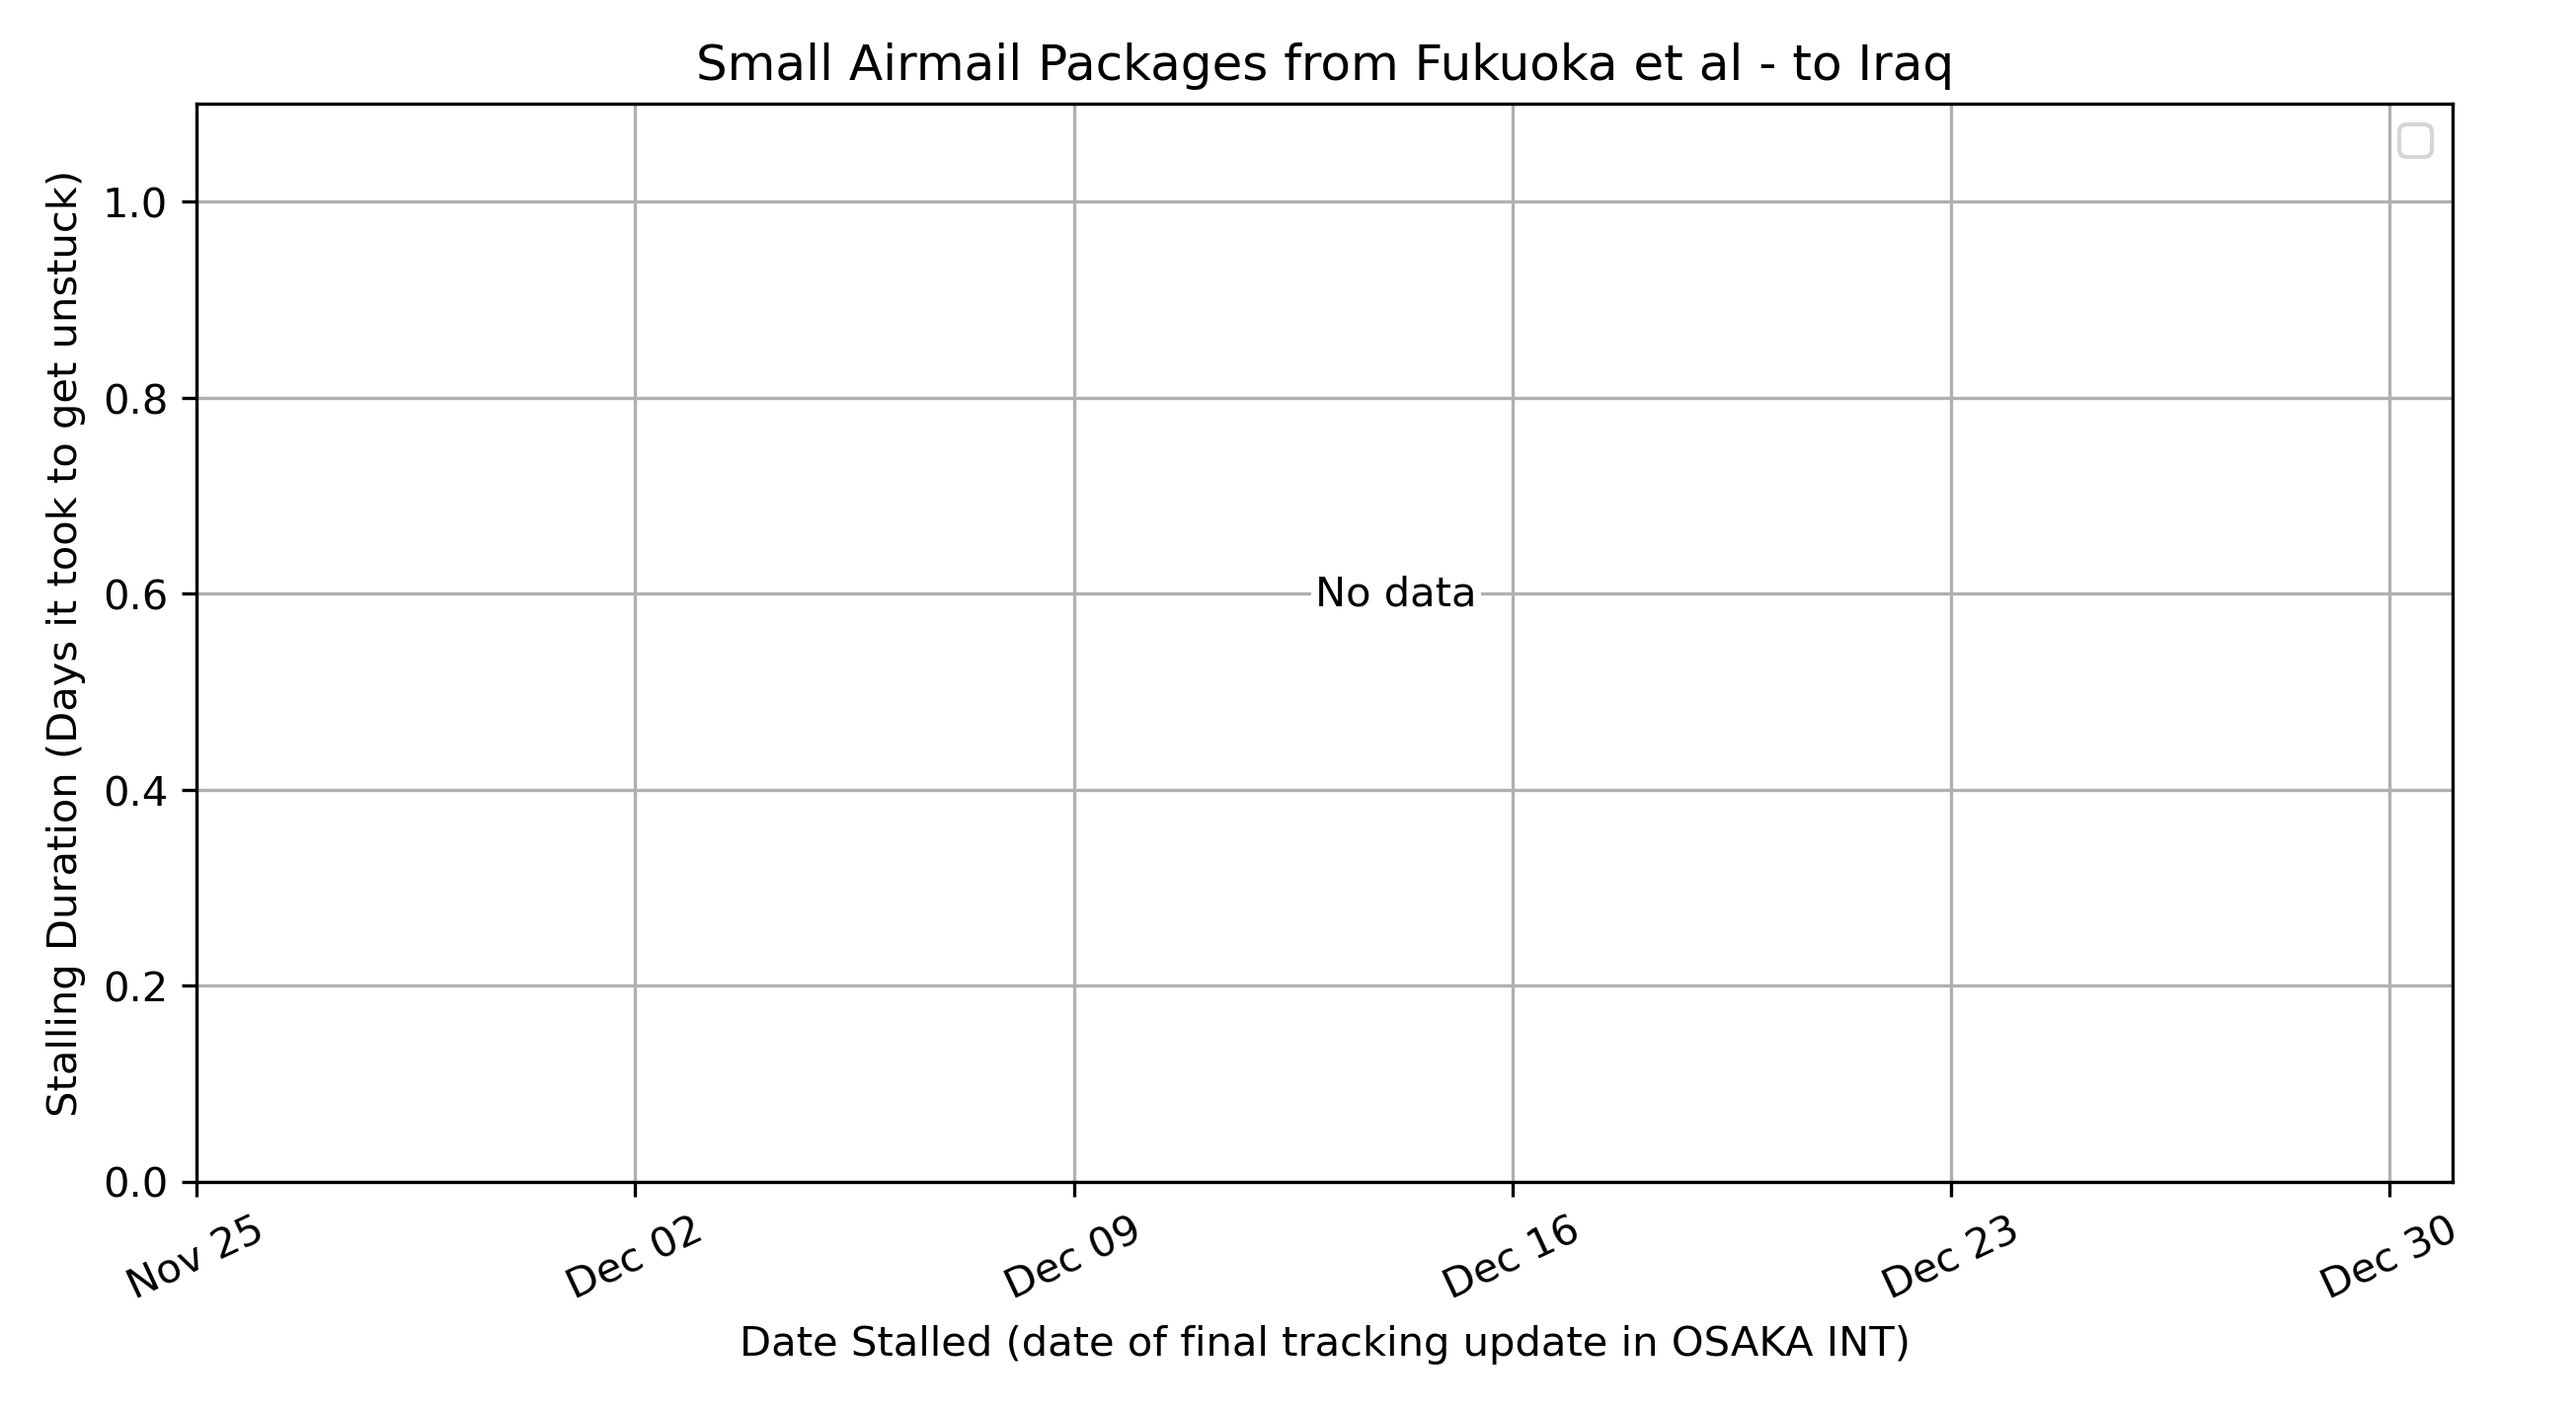 Small Airmail Packages from Fukuoka et al - to Iraq
Stalling Duration (Days it took to get unstuck)
1.0
0.8
0.6
0.4
0.2
0.0
No data
Nov 25
Dec 02
Dec 09
Dec 16
Dec 23
Dec 30
Date Stalled (date of final tracking update in OSAKA INT)